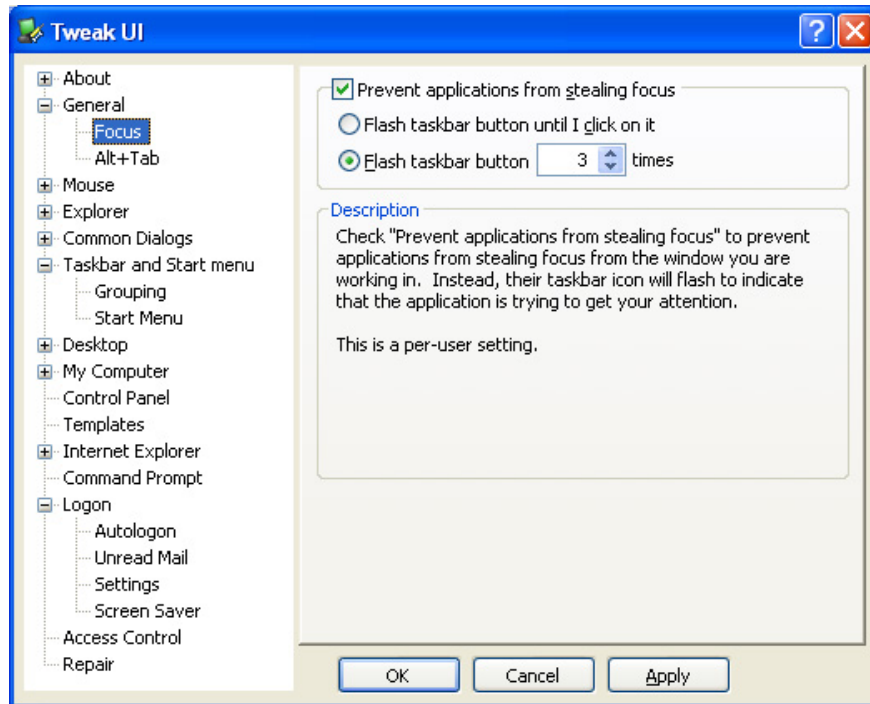 Tweak UI
About
General
Focus
Alt+Tab
Mouse
Explorer
Common Dialogs
Taskbar and Start menu
Grouping
Start Menu
Desktop
My Computer
Control Panel
Templates
Internet Explorer
Command Prompt
Logon
Autologon
Unread Mail
Settings
Screen Saver
Access Control
Repair
Prevent applications from stealing focus
Flash taskbar button until I click on it
Flash taskbar button 3 times
Description
Check "Prevent applications from stealing focus" to prevent
applications from stealing focus from the window you are
working in. Instead, their taskbar icon will flash to indicate
that the application is trying to get your attention.
This is a per-user setting.
OK Cancel Apply